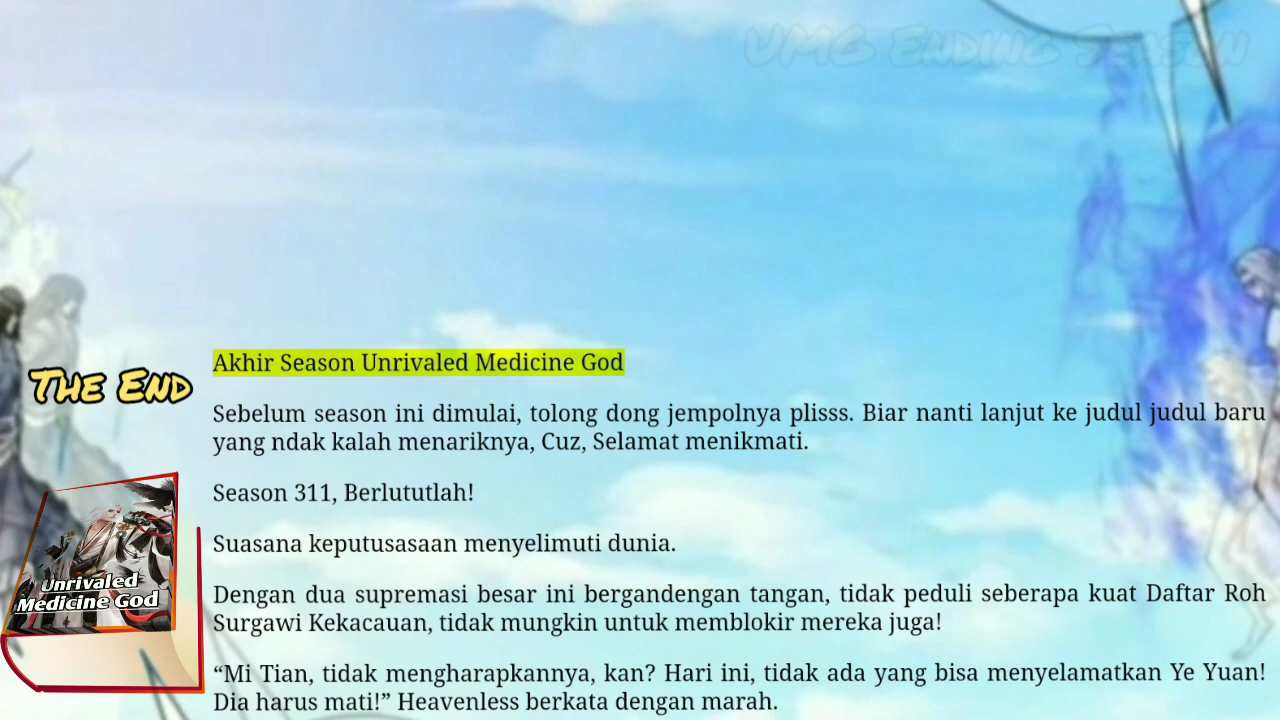 UMG Ending Season
Akhir Season Unrivaled Medicine God
The End
Sebelum season ini dimulai, tolong dong jempolnya plisss. Biar nanti lanjut ke judul judul baru
yang ndak kalah menariknya, Cuz, Selamat menikmati.
Season 311, Berlututlah!
Suasana keputusasaan menyelimuti dunia.
Dengan dua supremasi besar ini bergandengan tangan, tidak peduli seberapa kuat Daftar Roh
Surgawi Kekacauan, tidak mungkin untuk memblokir mereka juga!
“Mi Tian, tidak mengharapkannya, kan? Hari ini, tidak ada yang bisa menyelamatkan Ye Yuan!
Dia harus mati!” Heavenless berkata dengan marah.
Unrivaled
Medicine God